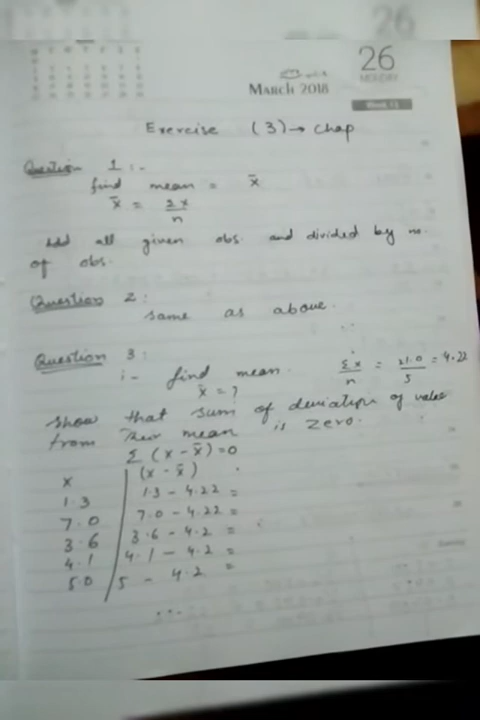 26
26
MONDAY
MARCH 2018
Week 13
Exercise (3) → Chap
Question 1:-
find mean = x̄
x̄ = Σx
n
Add all given obs. and divided by no.
of obs.
Question 2:
same as above.
Question 3:
i- find mean. Σx/n = 21.0/5 = 4.22
x̄ = ?
Show that sum of deviation of values
from their mean is zero.
Σ(x - x̄)=0
x (x - x̄)
1.3 1.3 - 4.22 =
7.0 7.0 - 4.22 =
3.6 3.6 - 4.2 =
4.1 4.1 - 4.2 =
5.0 5 - 4.2 =